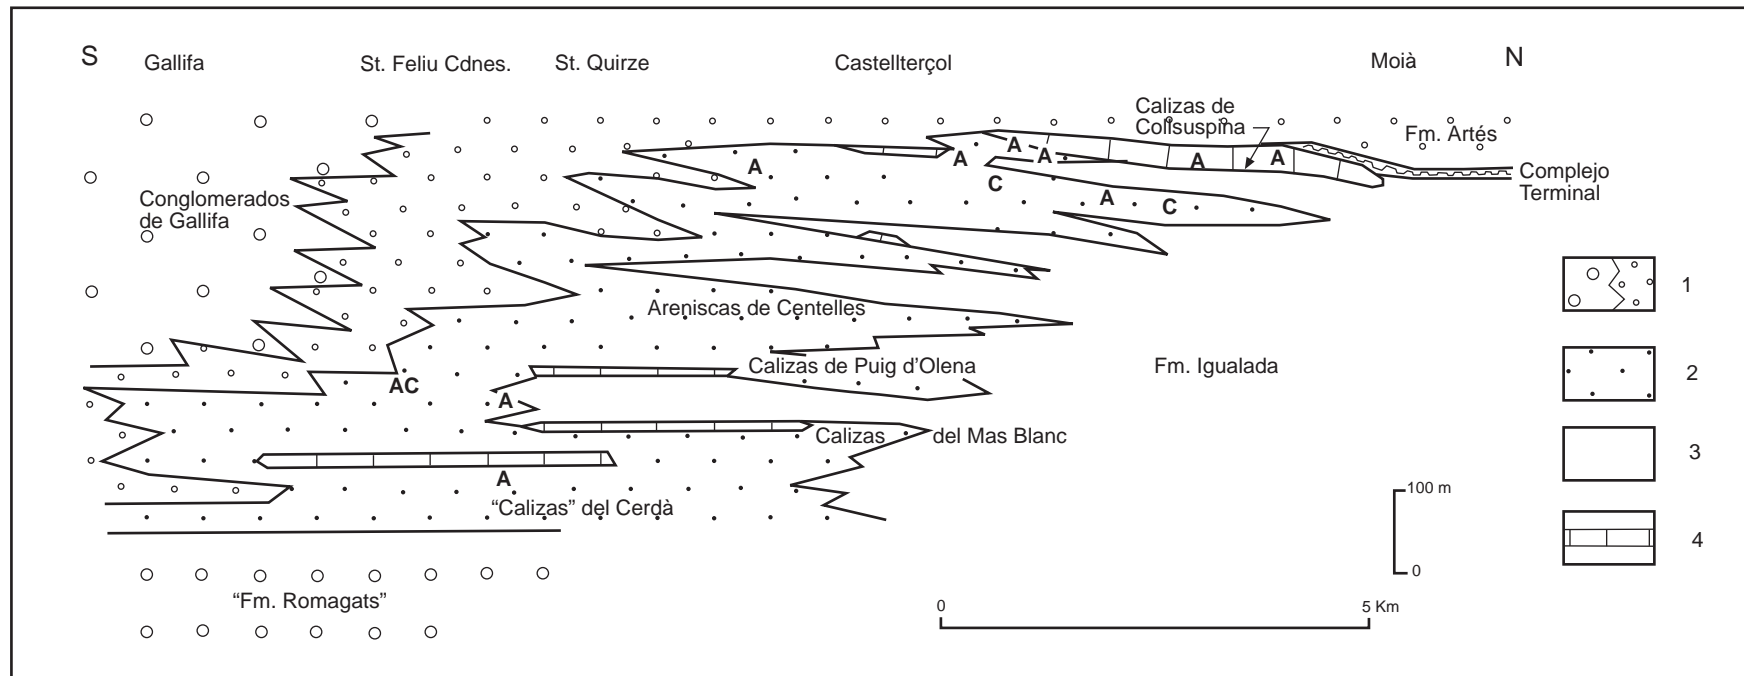 S
Gallifa
St. Feliu Cdnes.
St. Quirze
Castellterçol
Moià
N
Calizas de
Collsuspina
Fm. Artés
A
A
A
A
A
A
Complejo
Terminal
Conglomerados
de Gallifa
C
A
C
1
Areniscas de Centelles
2
Calizas de Puig d’Olena
Fm. Igualada
AC
A
Calizas del Mas Blanc
3
A
“Calizas” del Cerdà
100 m
0
4
“Fm. Romagats”
0
5 Km